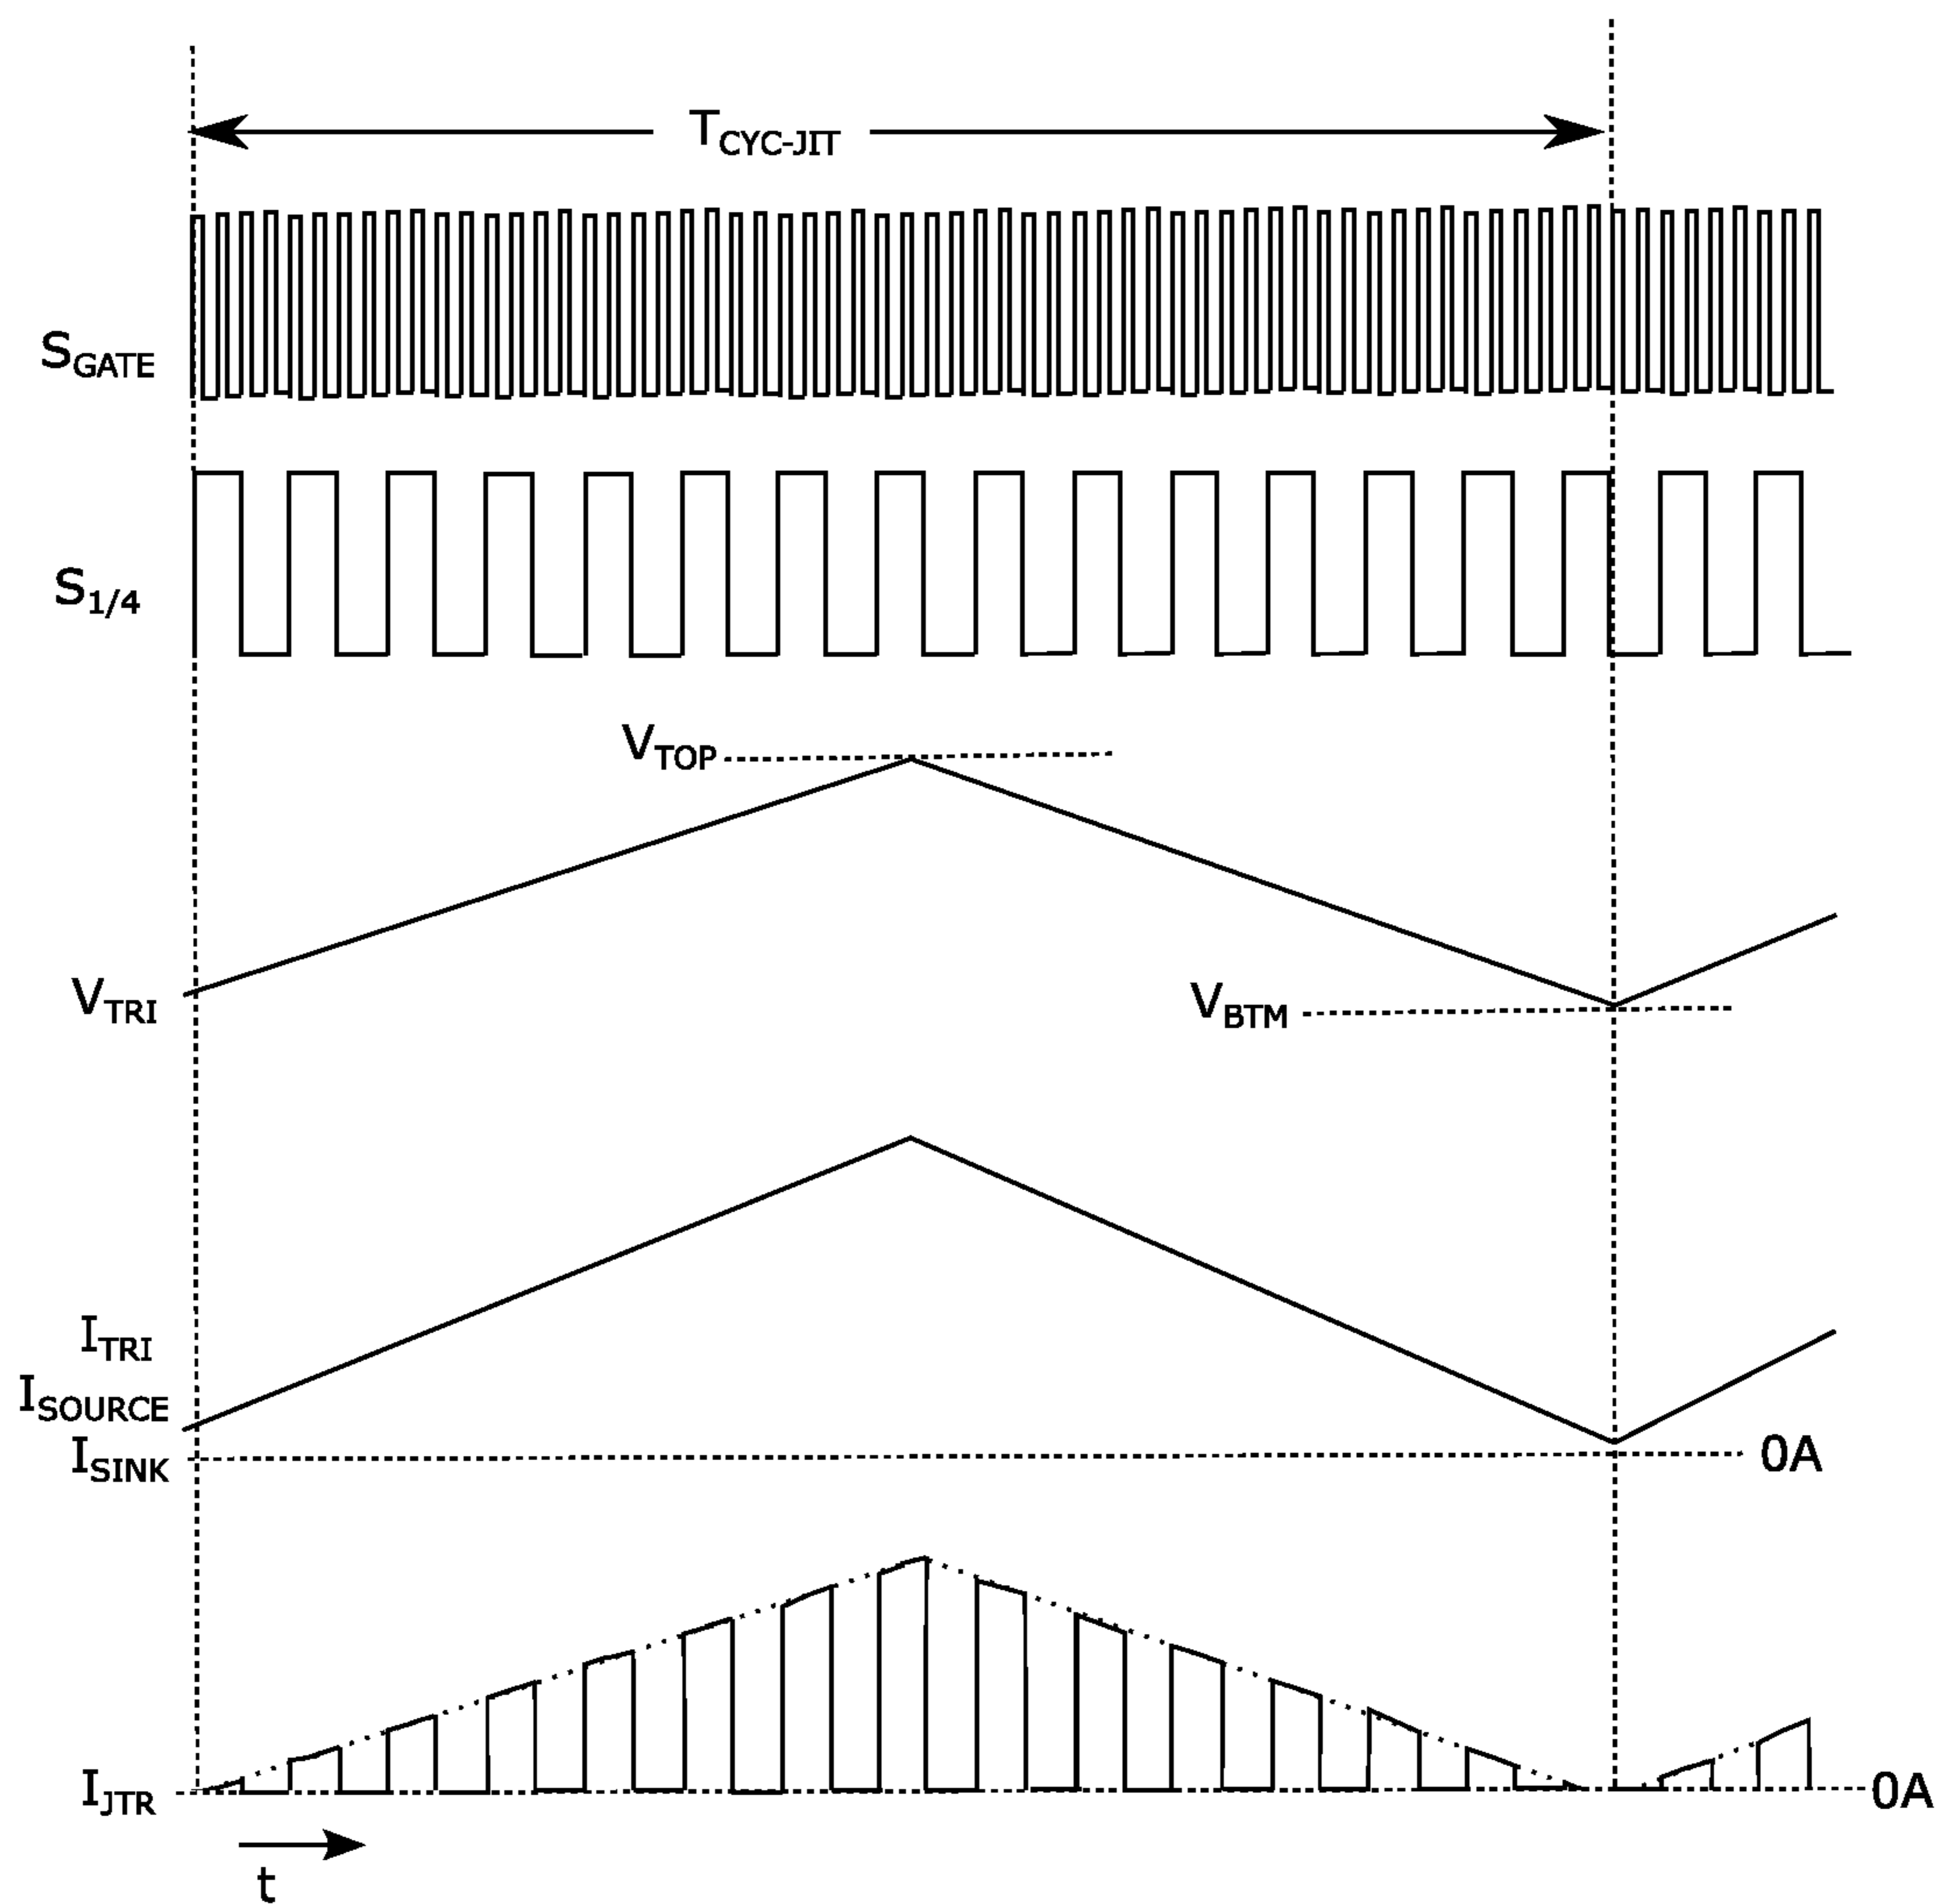 TCYC-JIT
SGATE
S1/4
VTOP
VTRI
VBTM
ITRI
ISOURCE
ISINK
0A
IJTR
0A
t